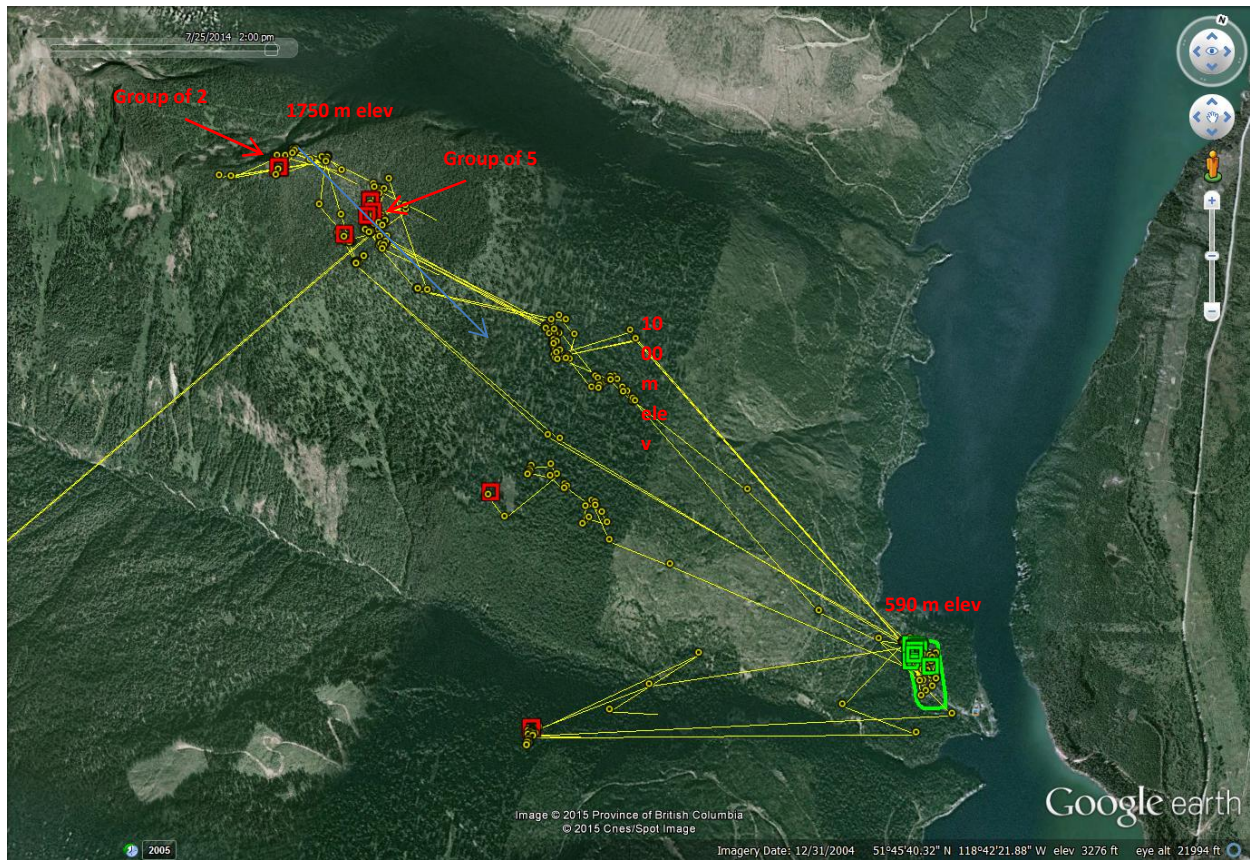 7/25/2014 2:00 pm
N
Group of 2
1750 m elev
Group of 5
10
00
m
ele
v
590 m elev
Image © 2015 Province of British Columbia
© 2015 Cnes/Spot Image
Google earth
2005
Imagery Date: 12/31/2004 51°45'40.32" N 118°42'21.88" W elev 3276 ft eye alt 21994 ft